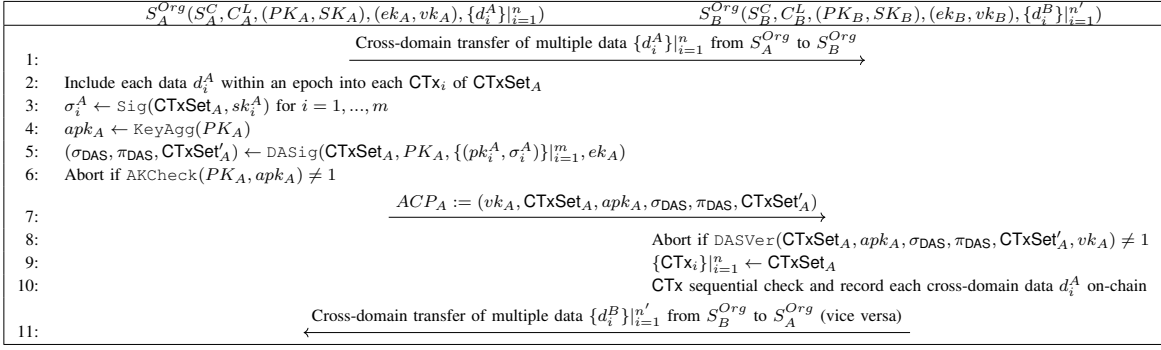 S_A^{Org}(S_A^C, C_A^L, (PK_A, SK_A), (ek_A, vk_A), {d_i^A}|_{i=1}^n) S_B^{Org}(S_B^C, C_B^L, (PK_B, SK_B), (ek_B, vk_B), {d_i^B}|_{i=1}^{n'})
1: Cross-domain transfer of multiple data {d_i^A}|_{i=1}^n from S_A^{Org} to S_B^{Org}
2: Include each data d_i^A within an epoch into each CTx_i of CTxSet_A
3: σ_i^A ← Sig(CTxSet_A, sk_i^A) for i = 1, ..., m
4: apk_A ← KeyAgg(PK_A)
5: (σ_DAS, π_DAS, CTxSet'_A) ← DASig(CTxSet_A, PK_A, {(pk_i^A, σ_i^A)}|_{i=1}^m, ek_A)
6: Abort if AKCheck(PK_A, apk_A) ≠ 1
7: ACP_A := (vk_A, CTxSet_A, apk_A, σ_DAS, π_DAS, CTxSet'_A)
8: Abort if DASVer(CTxSet_A, apk_A, σ_DAS, π_DAS, CTxSet'_A, vk_A) ≠ 1
9: {CTx_i}|_{i=1}^n ← CTxSet_A
10: CTx sequential check and record each cross-domain data d_i^A on-chain
11: Cross-domain transfer of multiple data {d_i^B}|_{i=1}^{n'} from S_B^{Org} to S_A^{Org} (vice versa)